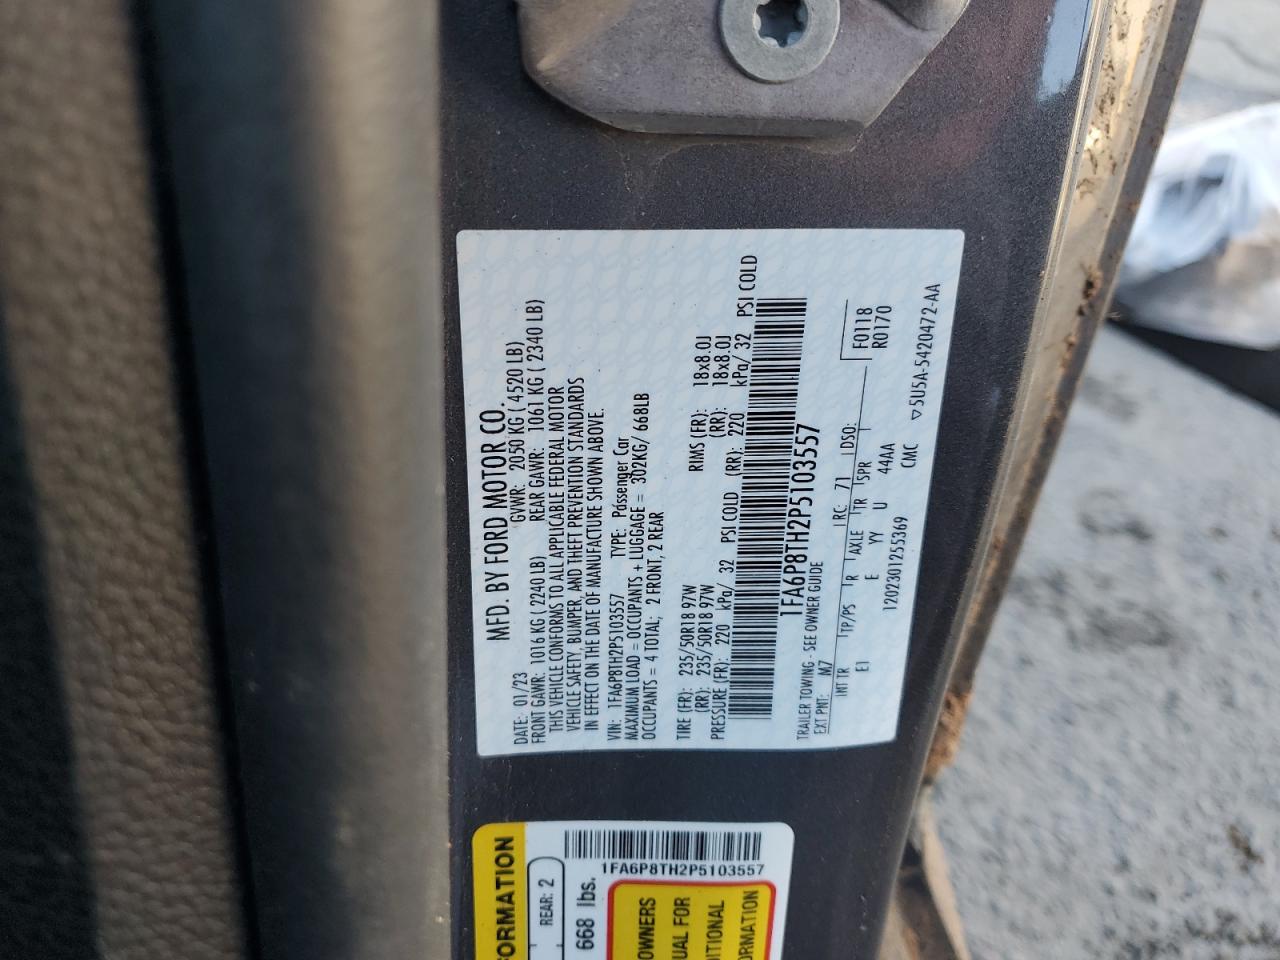 MFD. BY FORD MOTOR CO.
DATE: 01/23 GVWR: 2050 KG ( 4520 LB)
FRONT GAWR: 1016 KG ( 2240 LB) REAR GAWR: 1061 KG ( 2340 LB)
THIS VEHICLE CONFORMS TO ALL APPLICABLE FEDERAL MOTOR
VEHICLE SAFETY, BUMPER, AND THEFT PREVENTION STANDARDS
IN EFFECT ON THE DATE OF MANUFACTURE SHOWN ABOVE.
VIN: 1FA6P8TH2P5103557 TYPE: Passenger Car
MAXIMUM LOAD = OCCUPANTS + LUGGAGE = 302KG/ 668LB
OCCUPANTS = 4 TOTAL; 2 FRONT, 2 REAR
TIRE (FR): 235/50R18 97W RIMS (FR): 18x8.0J
(RR): 235/50R18 97W (RR): 18x8.0J
PRESSURE (FR): 220 kPa/ 32 PSI COLD (RR): 220 kPa/ 32 PSI COLD
1FA6P8TH2P5103557
TRAILER TOWING - SEE OWNER GUIDE
EXT PNT: M7 RC: 71 DSO: F0118
R0170
INT TR TP/PS R AXLE TR SPR
E1 E YY U 44AA
1202301255369 CMC ▽5U5A-5420472-AA
1FA6P8TH2P5103557
ORMATION
REAR: 2
668 lbs.
OWNERS
UAL FOR
DITIONAL
ORMATION